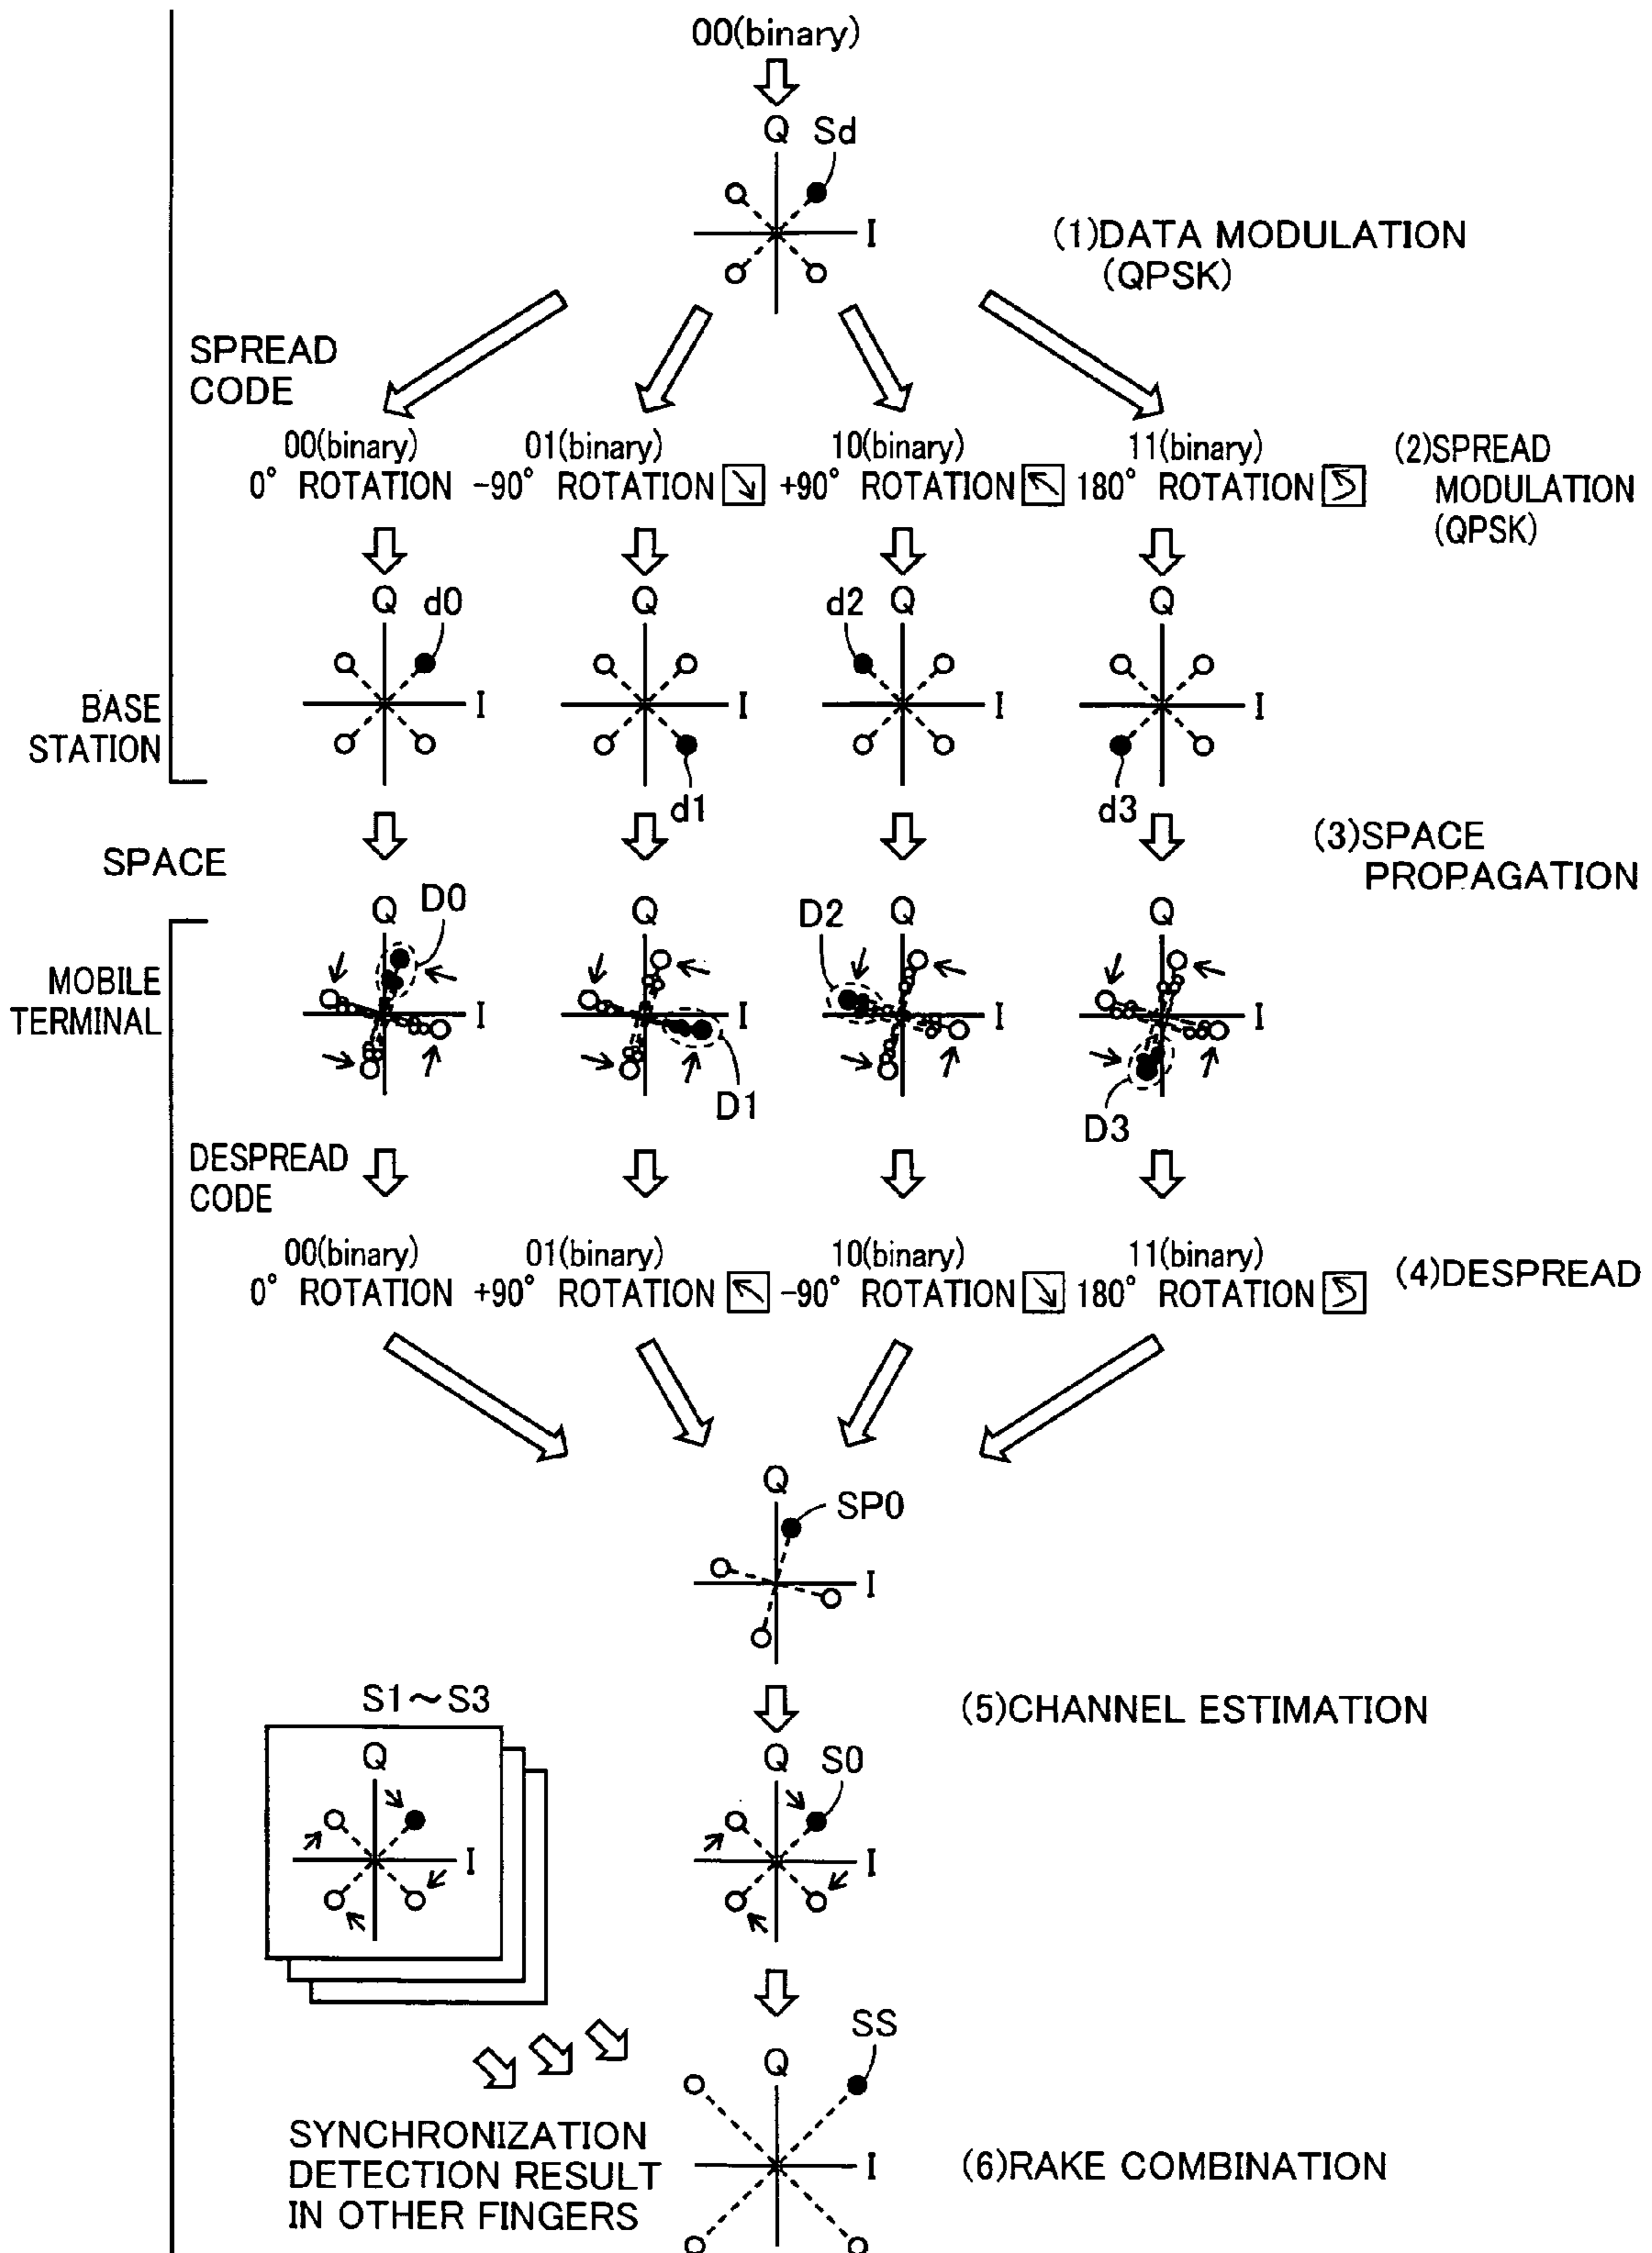 00(binary)
Q Sd
I
(1)DATA MODULATION
(QPSK)
SPREAD
CODE
00(binary) 01(binary) 10(binary) 11(binary)
0° ROTATION -90° ROTATION +90° ROTATION 180° ROTATION
(2)SPREAD
MODULATION
(QPSK)
Q d0 Q d2 Q Q
I I I I
BASE
STATION
d1 d3
SPACE
(3)SPACE
PROPAGATION
Q D0 Q D2 Q Q
MOBILE
TERMINAL
I I I I
D1 D3
DESPREAD
CODE
00(binary) 01(binary) 10(binary) 11(binary)
0° ROTATION +90° ROTATION -90° ROTATION 180° ROTATION
(4)DESPREAD
Q SP0
I
S1~S3
(5)CHANNEL ESTIMATION
Q Q S0
I I
SS
Q
SYNCHRONIZATION
DETECTION RESULT
IN OTHER FINGERS
I
(6)RAKE COMBINATION